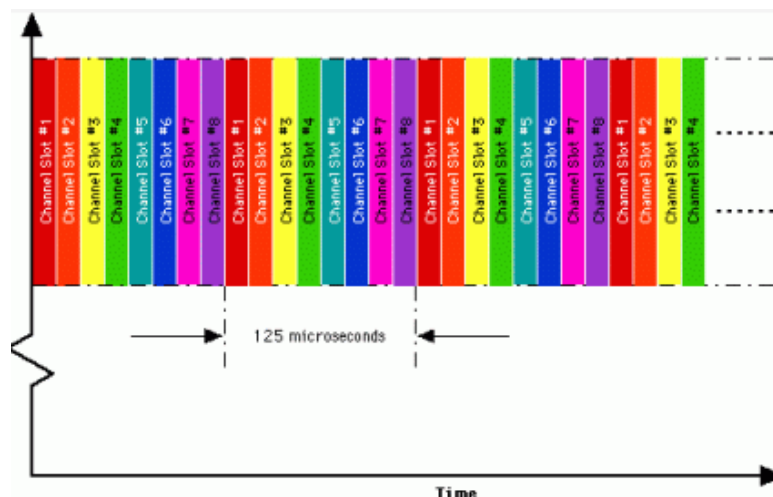 Channel Slot #1
Channel Slot #2
Channel Slot #3
Channel Slot #4
Channel Slot #5
Channel Slot #6
Channel Slot #7
Channel Slot #8
Channel Slot #1
Channel Slot #2
Channel Slot #3
Channel Slot #4
Channel Slot #5
Channel Slot #6
Channel Slot #7
Channel Slot #8
Channel Slot #1
Channel Slot #2
Channel Slot #3
Channel Slot #4
Channel Slot #5
Channel Slot #6
Channel Slot #7
Channel Slot #8
Channel Slot #1
Channel Slot #2
Channel Slot #3
Channel Slot #4
125 microseconds
Time